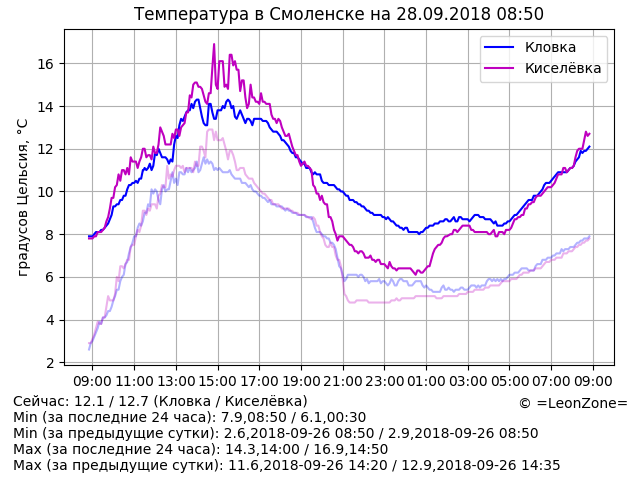 Температура в Смоленске на 28.09.2018 08:50
Кловка
Киселёвка
градусов Цельсия, °C
16
14
12
10
8
6
4
2
09:00 11:00 12:00 13:00 15:00 17:00 19:00 21:00 23:00 01:00 03:00 05:00 07:00 09:00
Сейчас: 12.1 / 12.7 (Кловка / Киселёвка)
© =LeonZone=
Min (за последние 24 часа): 7.9,08:50 / 6.1,00:30
Min (за предыдущие сутки): 2.6,2018-09-26 08:50 / 2.9,2018-09-26 08:50
Max (за последние 24 часа): 14.3,14:00 / 16.9,14:50
Max (за предыдущие сутки): 11.6,2018-09-26 14:20 / 12.9,2018-09-26 14:35